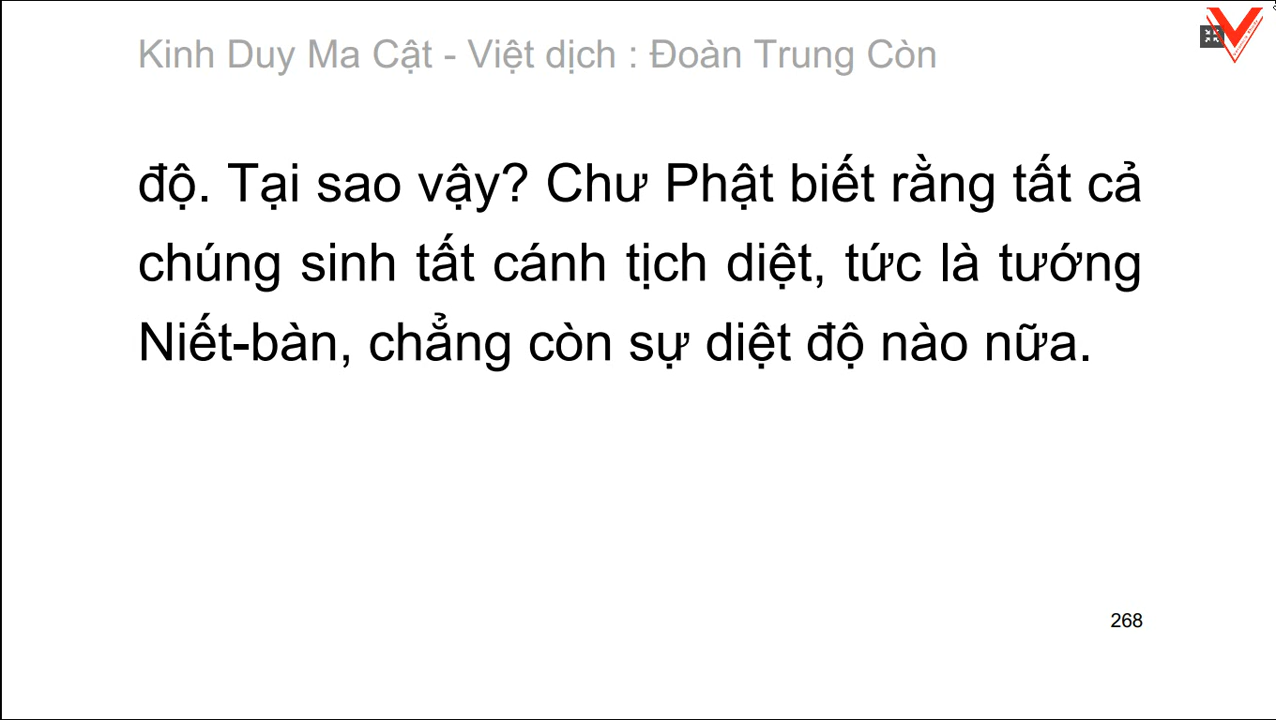 Kinh Duy Ma Cật - Việt dịch : Đoàn Trung Còn
độ. Tại sao vậy? Chư Phật biết rằng tất cả
chúng sinh tất cánh tịch diệt, tức là tướng
Niết-bàn, chẳng còn sự diệt độ nào nữa.
268